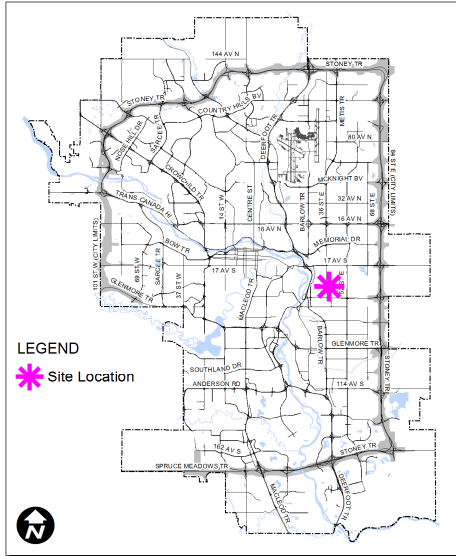 144 AV N
STONEY TR
STONEY TR
COUNTRY HILLS BV
METIS TR
NOSE HILL DR
SARCEE TR
DEERFOOT TR
80 AV N
CROWCHILD TR
MCKNIGHT BV
84 ST E (CITY LIMITS)
TRANS CANADA HI
14 ST W
CENTRE ST
BARLOW TR
36 ST E
32 AV N
68 ST E
16 AV N
16 AV N
MEMORIAL DR
BOW TR
101 ST W (CITY LIMITS)
69 ST W
SARCEE TR
37 ST W
17 AV S
17 AV S
MACLEOD TR
GLENMORE TR
BARLOW TR
GLENMORE TR
LEGEND
Site Location
SOUTHLAND DR
ANDERSON RD
114 AV S
STONEY TR
162 AV S
STONEY TR
SPRUCE MEADOWS TR
MACLEOD TR
DEERFOOT TR
N